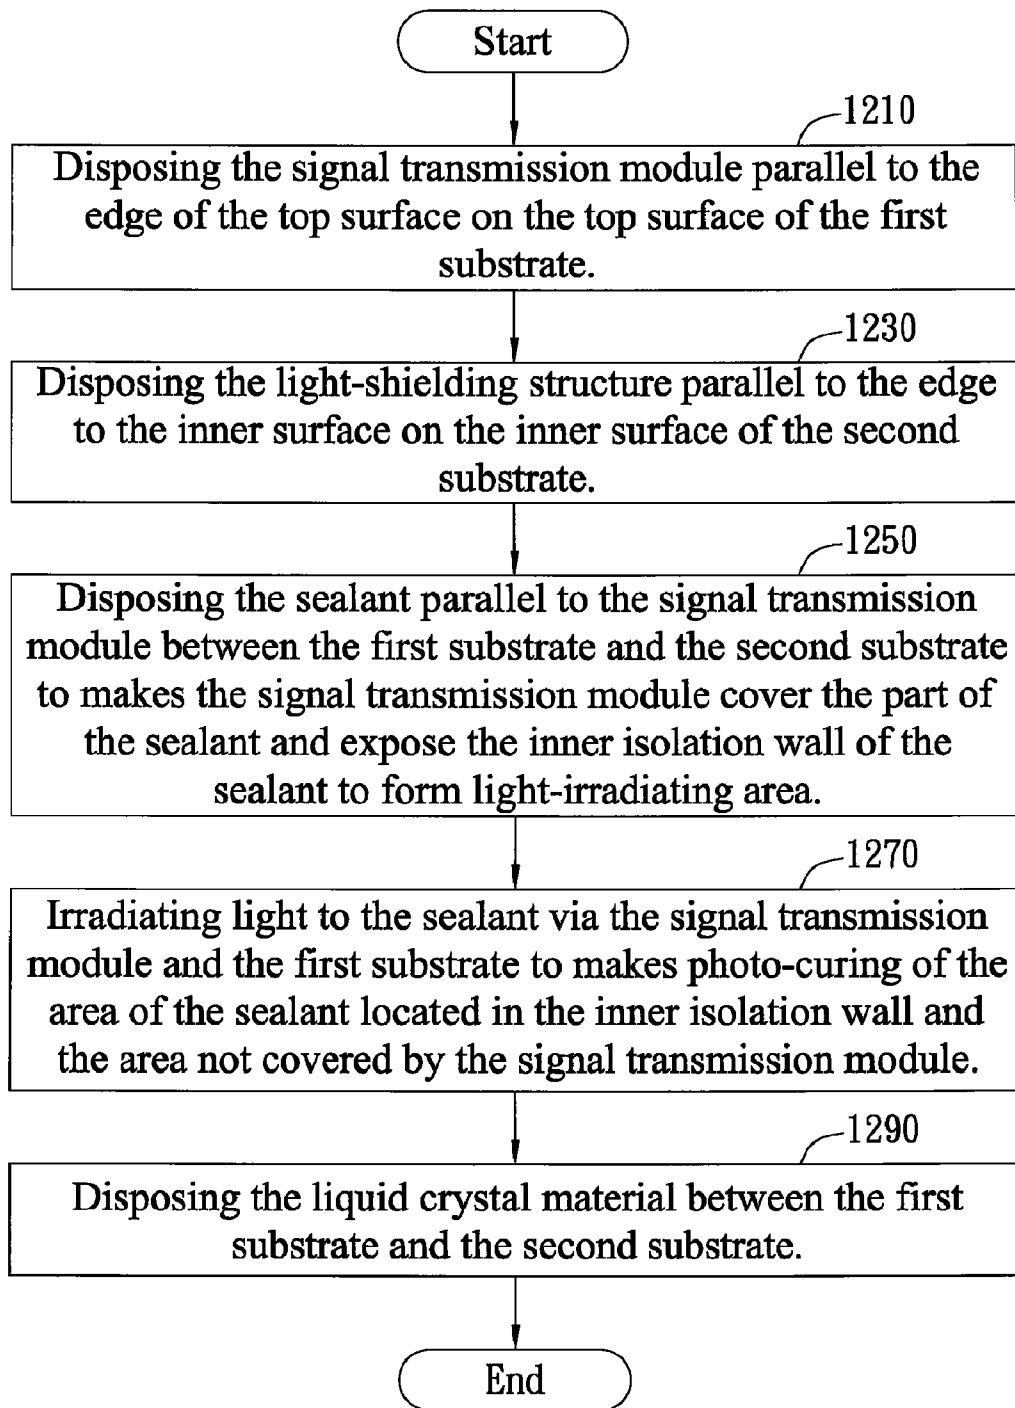 Start
1210
Disposing the signal transmission module parallel to the
edge of the top surface on the top surface of the first
substrate.
1230
Disposing the light-shielding structure parallel to the edge
to the inner surface on the inner surface of the second
substrate.
1250
Disposing the sealant parallel to the signal transmission
module between the first substrate and the second substrate
to makes the signal transmission module cover the part of
the sealant and expose the inner isolation wall of the
sealant to form light-irradiating area.
1270
Irradiating light to the sealant via the signal transmission
module and the first substrate to makes photo-curing of the
area of the sealant located in the inner isolation wall and
the area not covered by the signal transmission module.
1290
Disposing the liquid crystal material between the first
substrate and the second substrate.
End